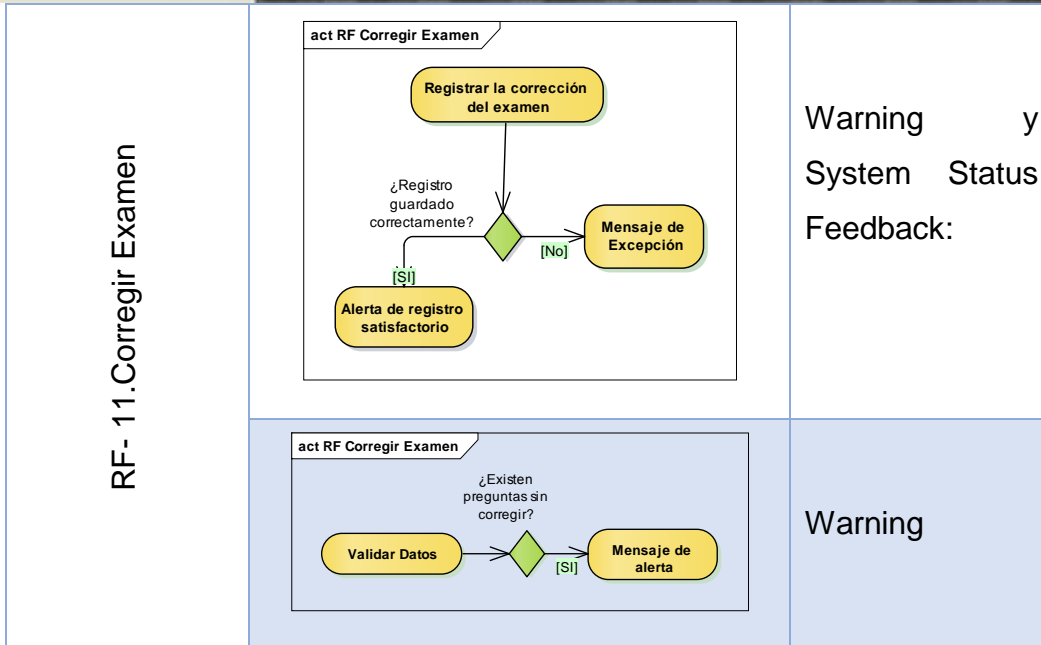 RF- 11.Corregir Examen
act RF Corregir Examen
Registrar la corrección
del examen
¿Registro
guardado
correctamente?
[No]
Mensaje de
Excepción
[SI]
Alerta de registro
satisfactorio
Warning y
System Status
Feedback:
act RF Corregir Examen
¿Existen
preguntas sin
corregir?
Validar Datos
[SI]
Mensaje de
alerta
Warning